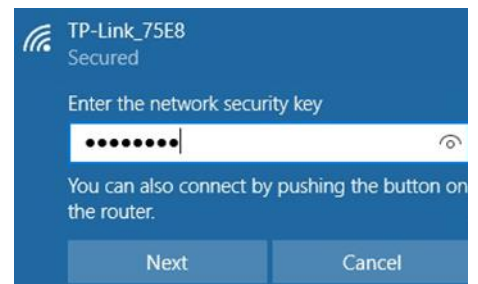 TP-Link_75E8
Secured
Enter the network security key
••••••••
You can also connect by pushing the button on
the router.
Next
Cancel